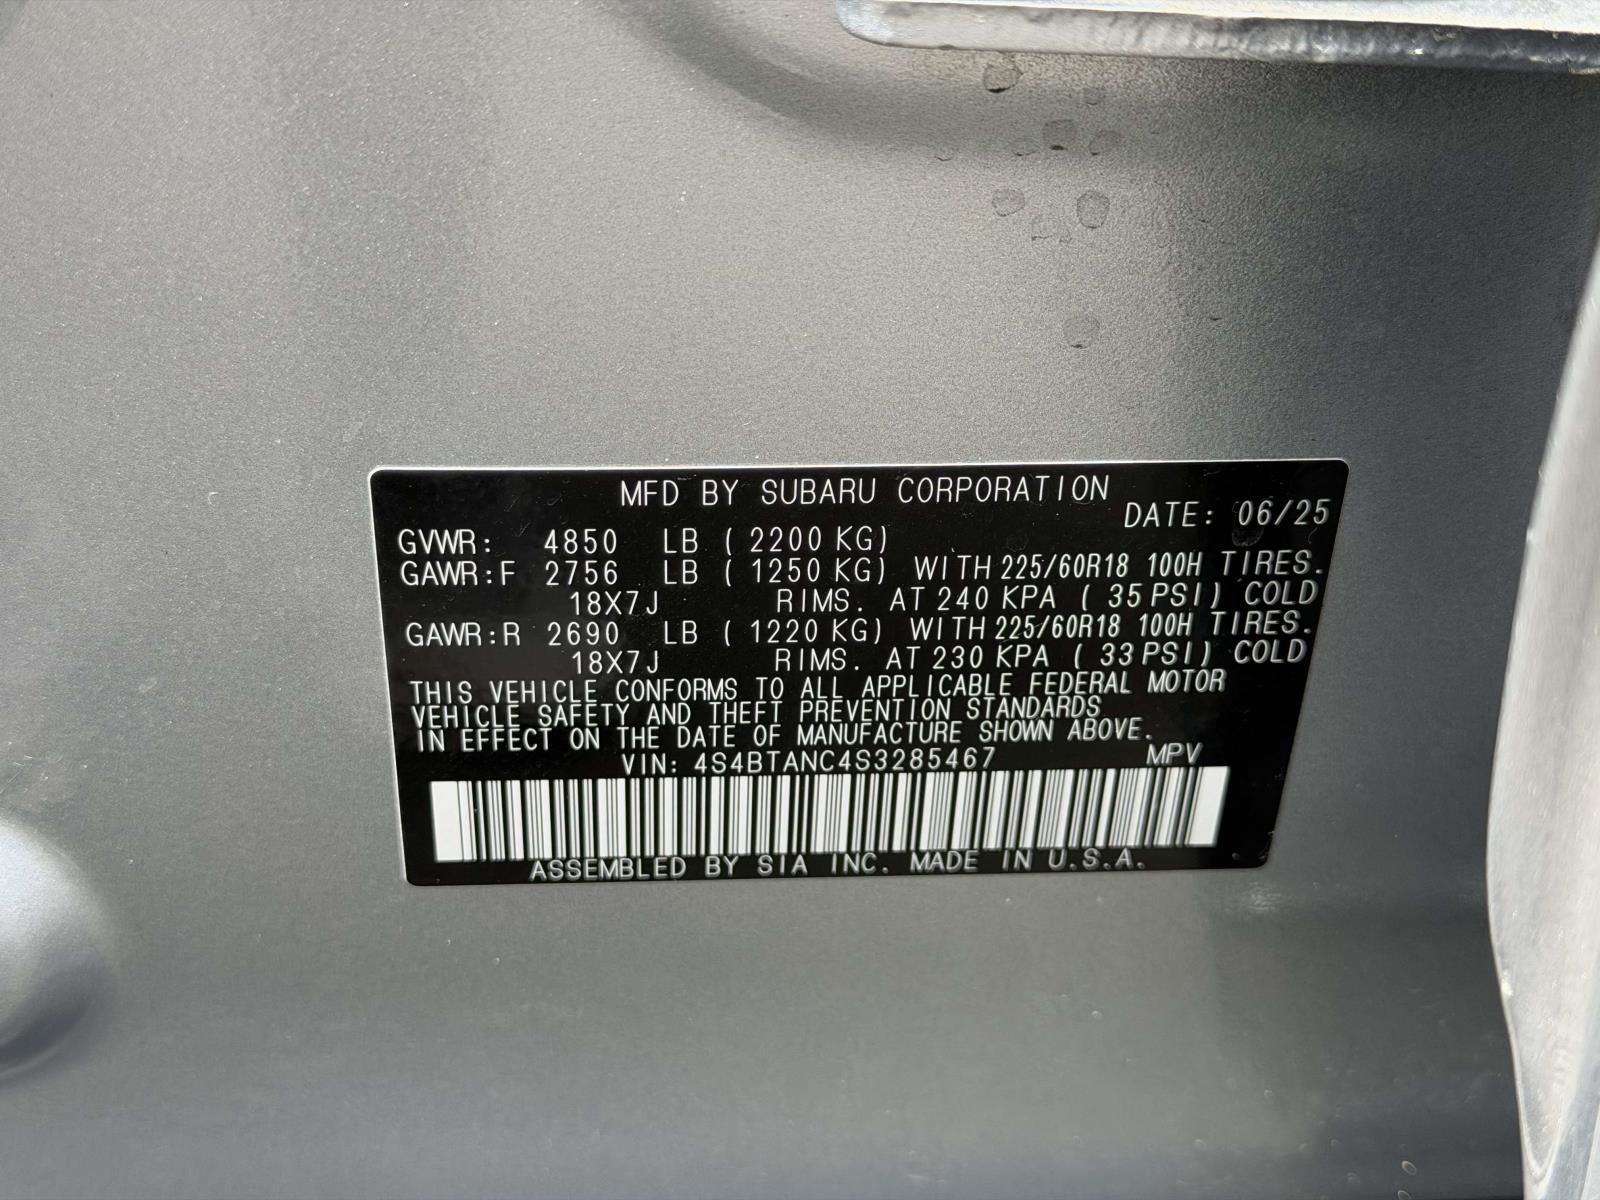 MFD BY SUBARU CORPORATION
DATE: 06/25
GVWR: 4850 LB ( 2200 KG)
GAWR:F 2756 LB ( 1250 KG) WITH 225/60R18 100H TIRES.
18X7J RIMS. AT 240 KPA ( 35 PSI) COLD
GAWR:R 2690 LB ( 1220 KG) WITH 225/60R18 100H TIRES.
18X7J RIMS. AT 230 KPA ( 33 PSI) COLD
THIS VEHICLE CONFORMS TO ALL APPLICABLE FEDERAL MOTOR
VEHICLE SAFETY AND THEFT PREVENTION STANDARDS
IN EFFECT ON THE DATE OF MANUFACTURE SHOWN ABOVE.
VIN: 4S4BTANC4S3285467 MPV
ASSEMBLED BY SIA INC. MADE IN U.S.A.